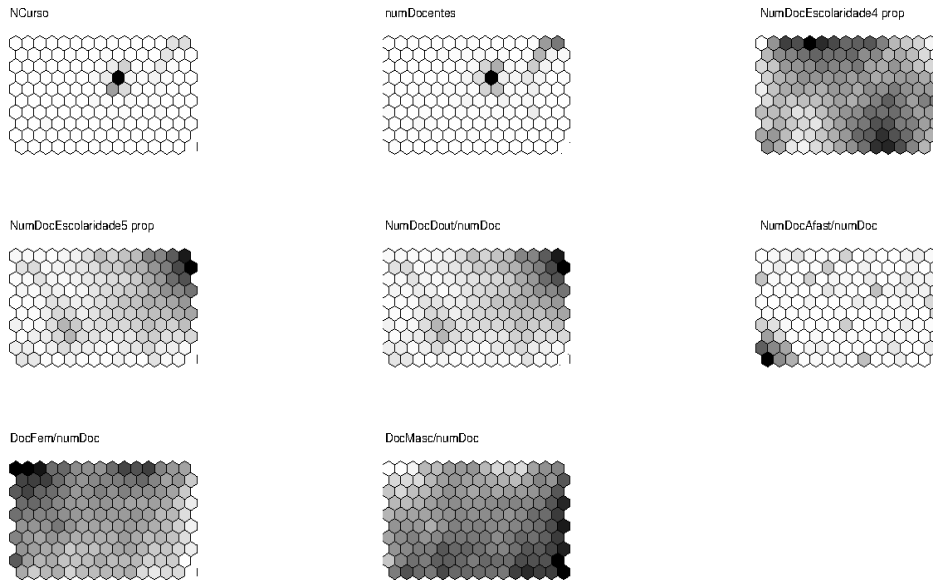 NCurso
numDocentes
NumDocEscolaridade4 prop
NumDocEscolaridade5 prop
NumDocDout/numDoc
NumDocAfast/numDoc
DocFem/numDoc
DocMasc/numDoc